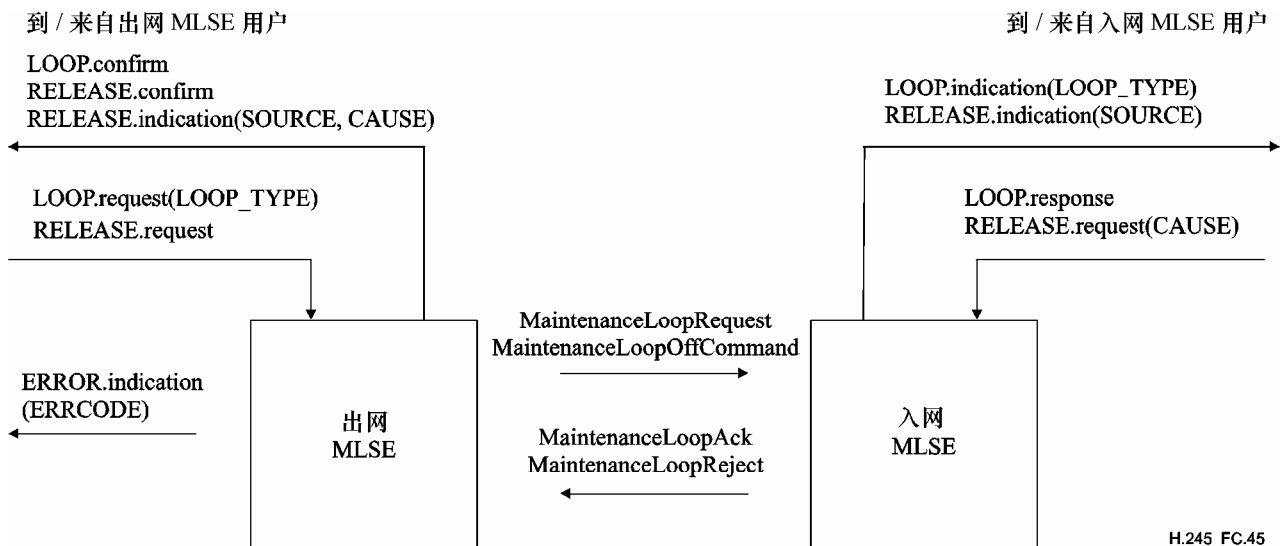 到 / 来自出网 MLSE 用户
LOOP.confirm
RELEASE.confirm
RELEASE.indication(SOURCE, CAUSE)
LOOP.request(LOOP_TYPE)
RELEASE.request
到 / 来自入网 MLSE 用户
LOOP.indication(LOOP_TYPE)
RELEASE.indication(SOURCE)
LOOP.response
RELEASE.request(CAUSE)
MaintenanceLoopRequest
MaintenanceLoopOffCommand
ERROR.indication
(ERRCODE)
出网
MLSE
MaintenanceLoopAck
MaintenanceLoopReject
入网
MLSE
H.245_FC.45